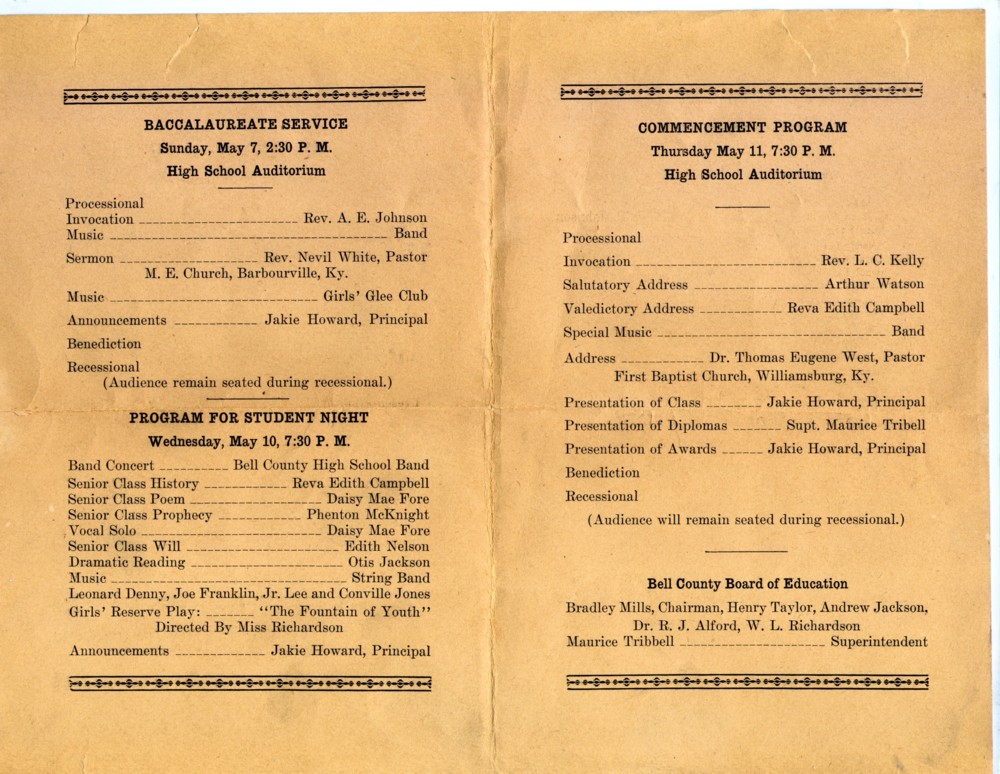 BACCALAUREATE SERVICE
Sunday, May 7, 2:30 P. M.
High School Auditorium
Processional
Invocation Rev. A. E. Johnson
Music Band
Sermon Rev. Nevil White, Pastor
M. E. Church, Barbourville, Ky.
Music Girls' Glee Club
Announcements Jakie Howard, Principal
Benediction
Recessional
(Audience remain seated during recessional.)
PROGRAM FOR STUDENT NIGHT
Wednesday, May 10, 7:30 P. M.
Band Concert Bell County High School Band
Senior Class History Reva Edith Campbell
Senior Class Poem Daisy Mae Fore
Senior Class Prophecy Phenton McKnight
Vocal Solo Daisy Mae Fore
Senior Class Will Edith Nelson
Dramatic Reading Otis Jackson
Music String Band
Leonard Denny, Joe Franklin, Jr. Lee and Conville Jones
Girls' Reserve Play: "The Fountain of Youth"
Directed By Miss Richardson
Announcements Jakie Howard, Principal
COMMENCEMENT PROGRAM
Thursday May 11, 7:30 P. M.
High School Auditorium
Processional
Invocation Rev. L. C. Kelly
Salutatory Address Arthur Watson
Valedictory Address Reva Edith Campbell
Special Music Band
Address Dr. Thomas Eugene West, Pastor
First Baptist Church, Williamsburg, Ky.
Presentation of Class Jakie Howard, Principal
Presentation of Diplomas Supt. Maurice Tribell
Presentation of Awards Jakie Howard, Principal
Benediction
Recessional
(Audience will remain seated during recessional.)
Bell County Board of Education
Bradley Mills, Chairman, Henry Taylor, Andrew Jackson,
Dr. R. J. Alford, W. L. Richardson
Maurice Tribbell Superintendent